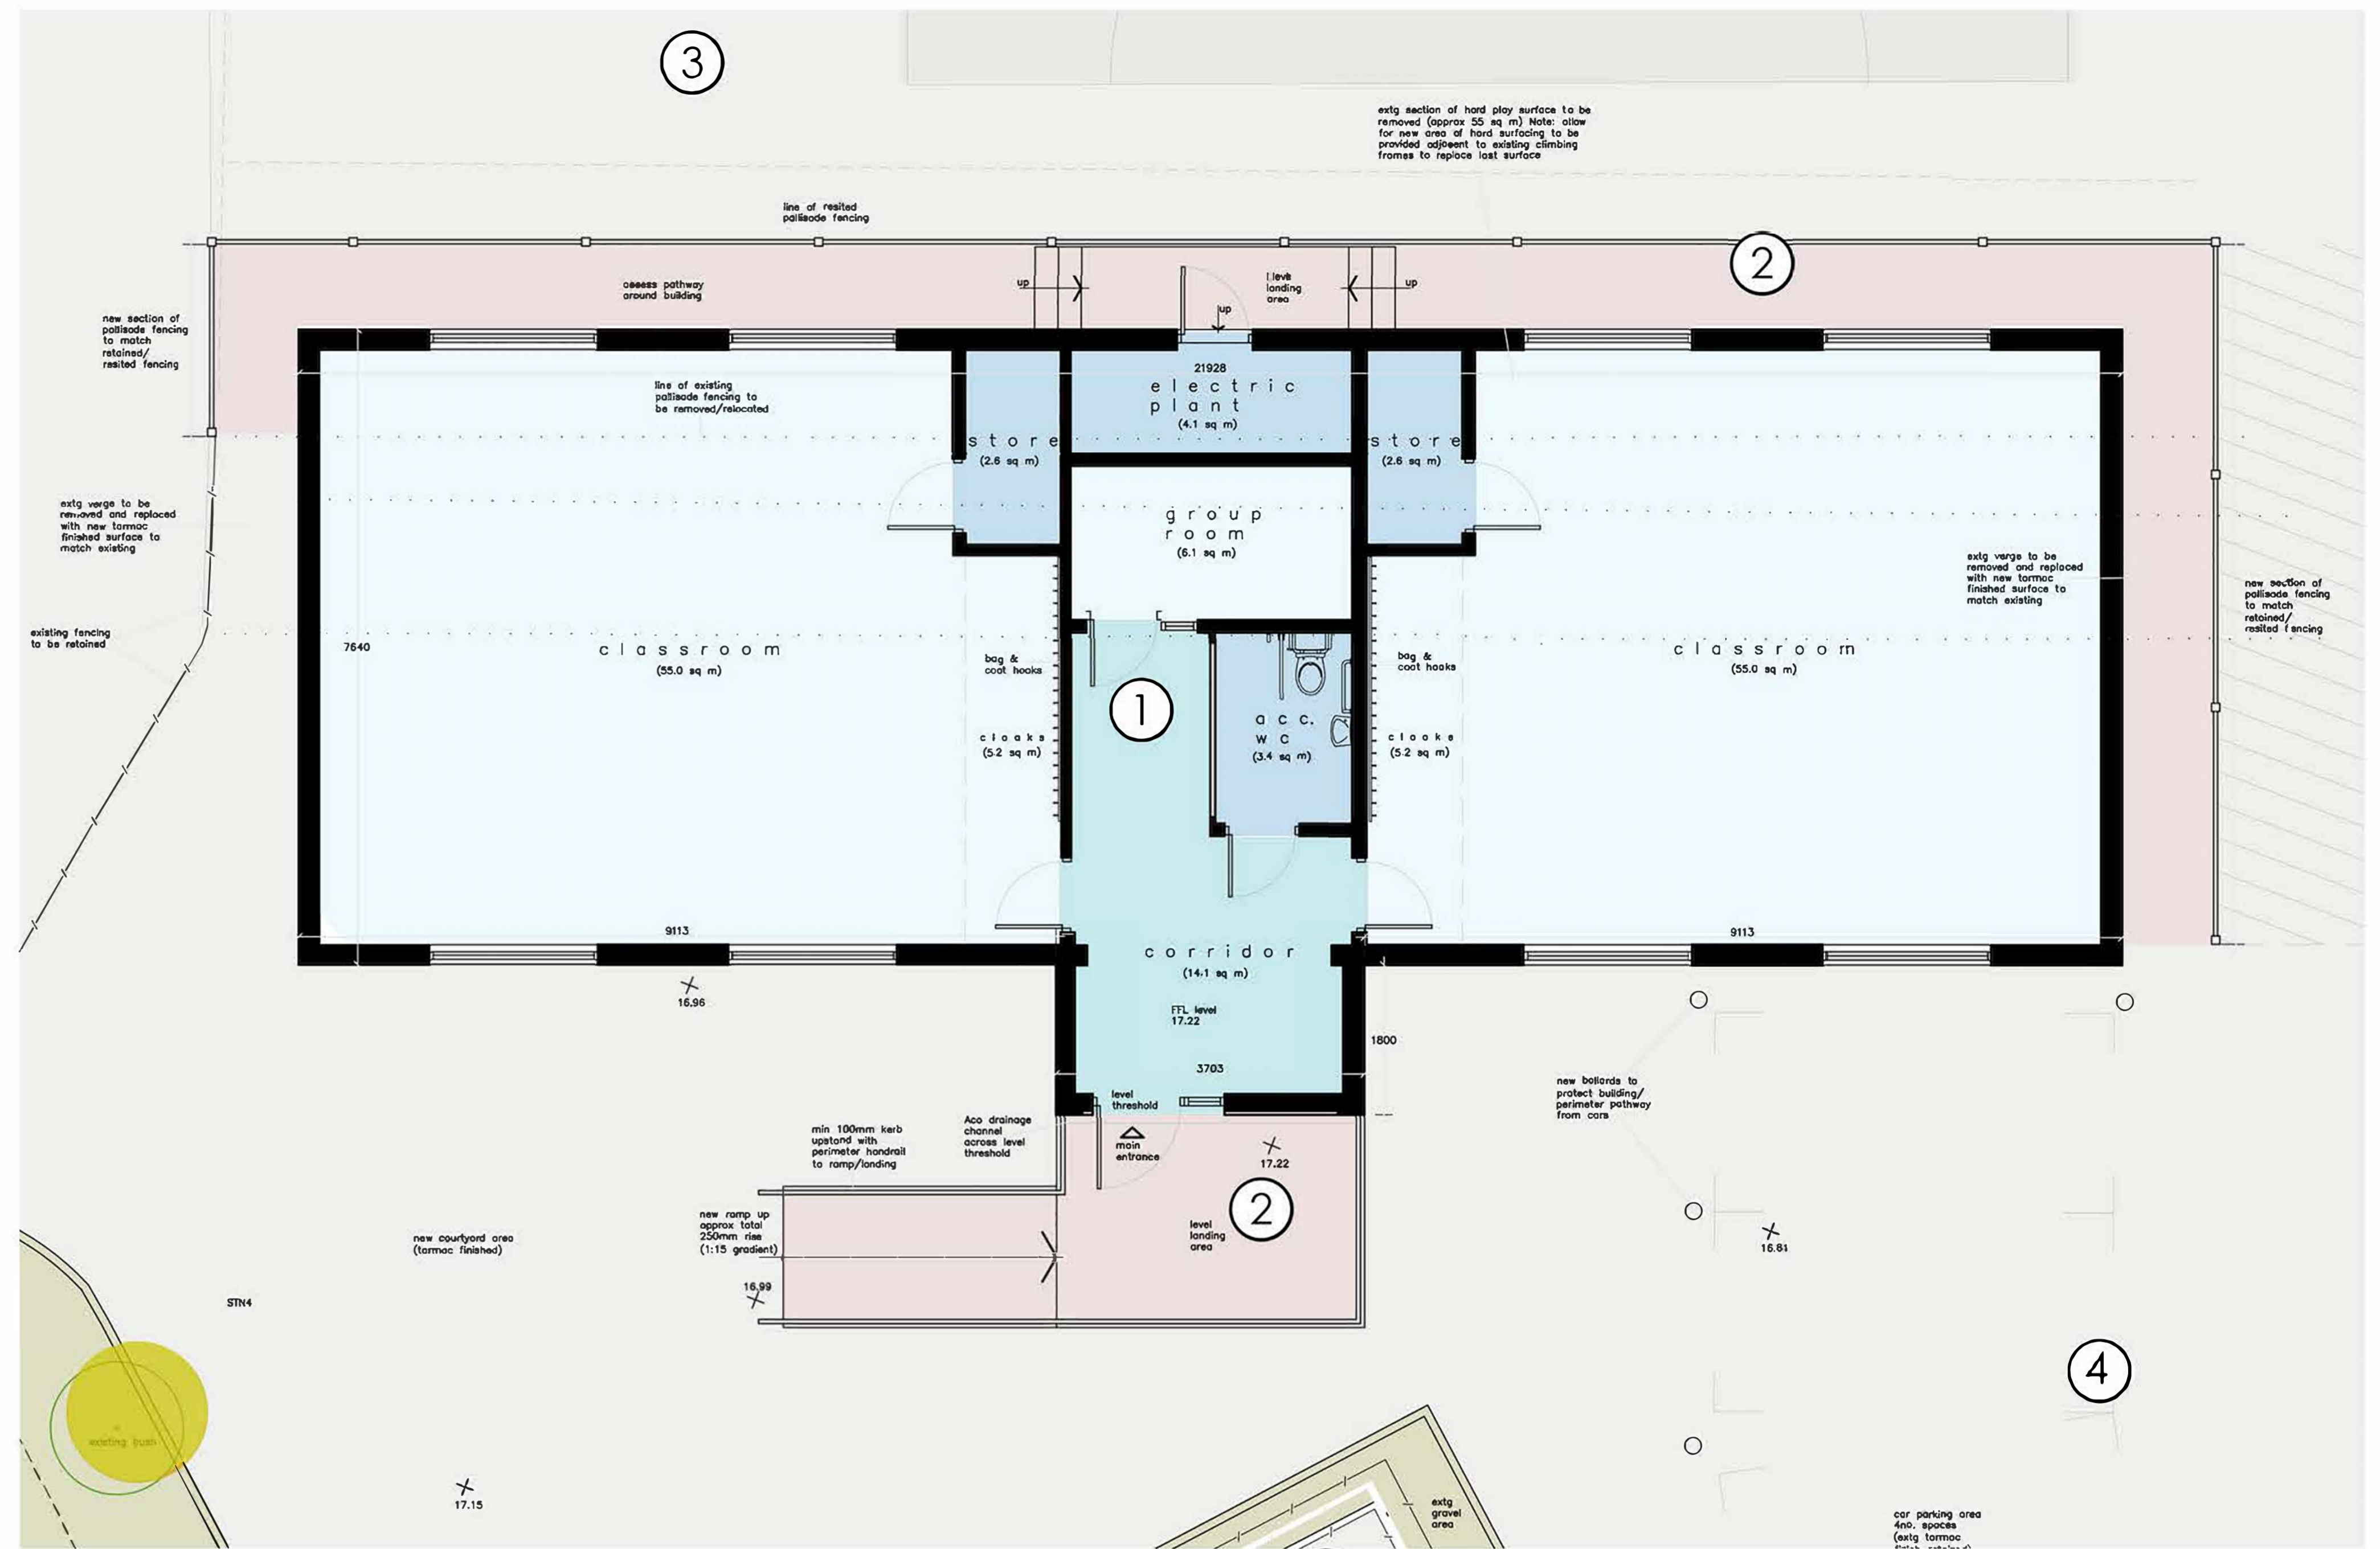 3
extg section of hard play surface to be
removed (approx 55 sq m) Note: allow
for new area of hard surfacing to be
provided adjacent to existing climbing
frames to replace lost surface
line of resited
pallisade fencing
2
access pathway
around building
up
level
landing
area
up
up
new section of
pallisade fencing
to match
retained/
resited fencing
21928
electric
plant
(4.1 sq m)
line of existing
pallisade fencing to
be removed/relocated
store
(2.6 sq m)
store
(2.6 sq m)
extg verge to be
removed and replaced
with new tarmac
finished surface to
match existing
group
room
(6.1 sq m)
extg verge to be
removed and replaced
with new tarmac
finished surface to
match existing
new section of
pallisade fencing
to match
retained/
resited fencing
existing fencing
to be retained
7640
classroom
(55.0 sq m)
bag &
coat hooks
bag &
coat hooks
classroom
(55.0 sq m)
1
acc.
wc
(3.4 sq m)
cloaks
(5.2 sq m)
cloaks
(5.2 sq m)
9113
9113
corridor
(14.1 sq m)
16.96
FFL level
17.22
1800
3703
level
threshold
new bollards to
protect building/
perimeter pathway
from cars
min 100mm kerb
upstand with
perimeter handrail
to ramp/landing
Aco drainage
channel
across level
threshold
main
entrance
17.22
2
new ramp up
approx total
250mm rise
(1:15 gradient)
level
landing
area
new courtyard area
(tarmac finished)
16.81
16.99
STN4
4
existing bush
17.15
extg
gravel
area
car parking area
4no. spaces
(extg tarmac